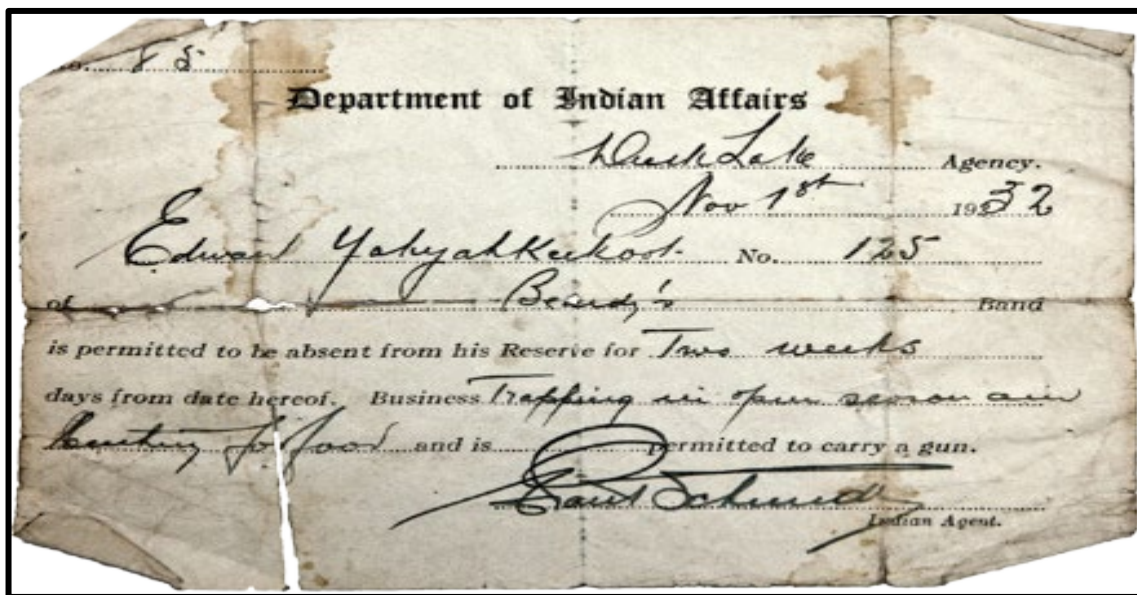 No. 85
Department of Indian Affairs
Duck Lake Agency.
Nov 1st 1932
Edward Yahyahkeekoot No. 125
of Beardy's Band
is permitted to be absent from his Reserve for Two weeks
days from date hereof. Business Trapping in open season and
hunting for food and is permitted to carry a gun.
Paul Schmidt
Indian Agent.